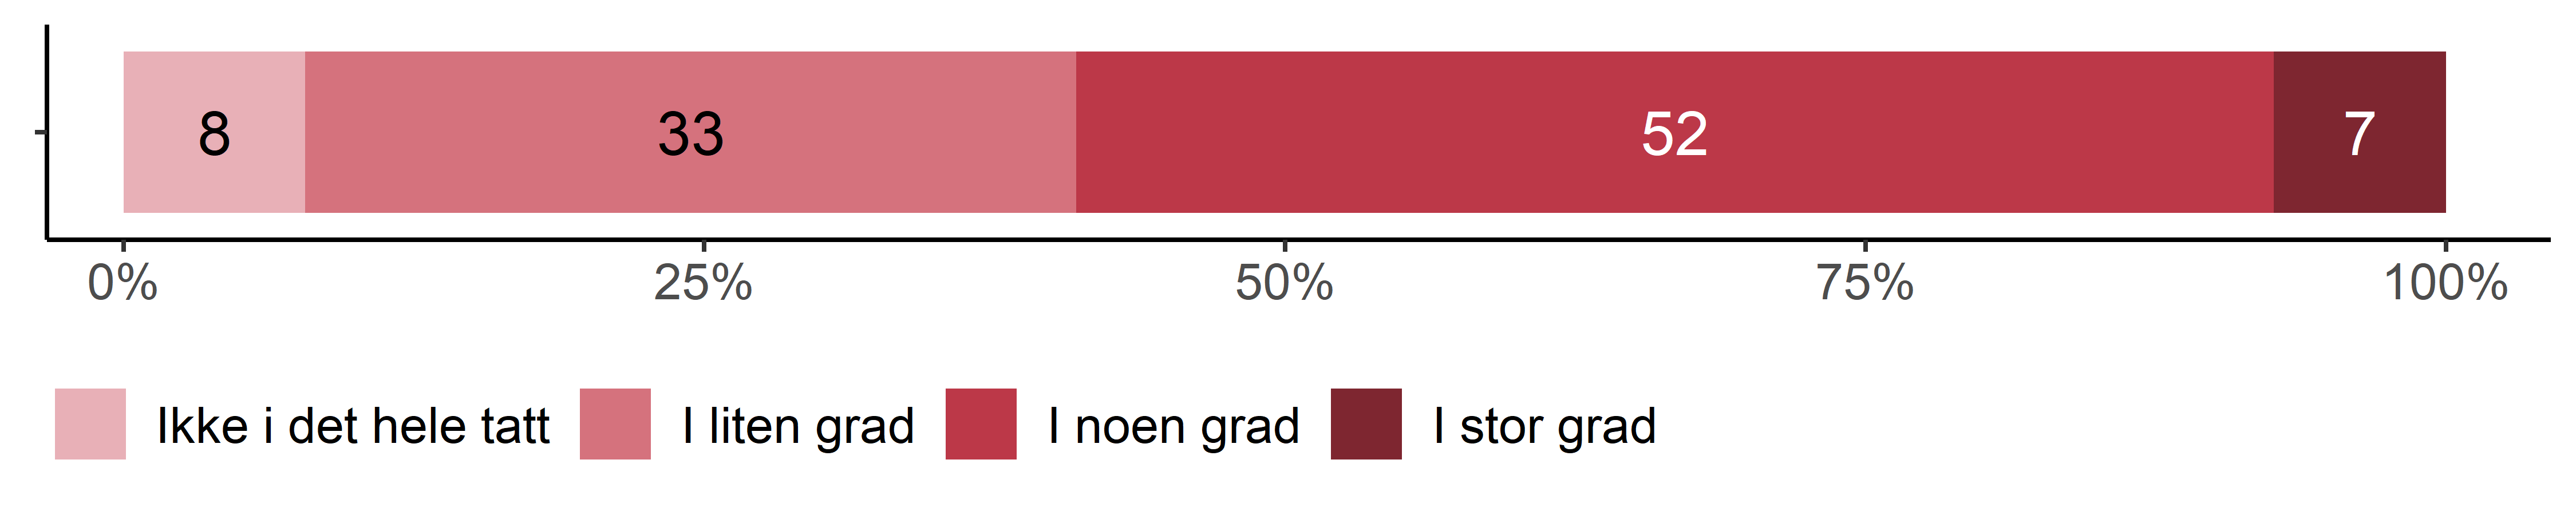 8 33 52 7
0% 25% 50% 75% 100%
Ikke i det hele tatt I liten grad I noen grad I stor grad